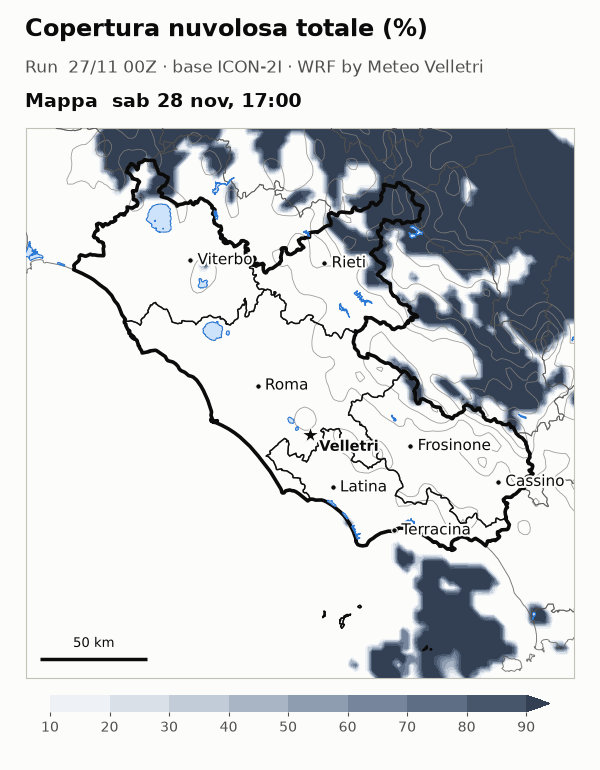 Copertura nuvolosa totale (%)
Run  27/11 00Z · base ICON-2I · WRF by Meteo Velletri
Mappa  sab 28 nov, 17:00
Viterbo
Rieti
Roma
Velletri
Frosinone
Cassino
Latina
Terracina
50 km
10 20 30 40 50 60 70 80 90